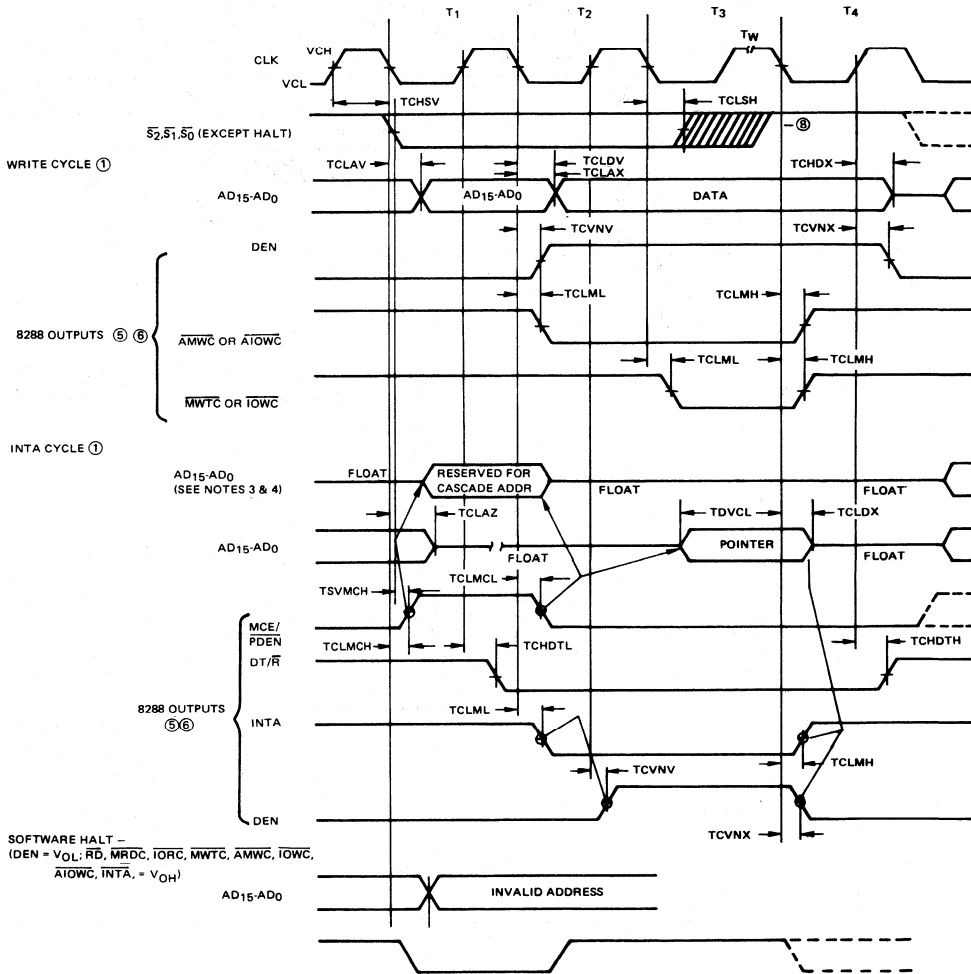 T1 T2 T3 T4
TW
VCH
CLK
VCL
TCHSV
TCLSH
S2,S1,S0 (EXCEPT HALT)
⑧
WRITE CYCLE ①
TCLAV
TCLDV
TCLAX
TCHDX
AD15-AD0
AD15-AD0
DATA
TCVNV
TCVNX
DEN
TCLML
TCLMH
8288 OUTPUTS ⑤ ⑥
AMWC OR AIOWC
TCLML
TCLMH
MWTC OR IOWC
INTA CYCLE ①
AD15-AD0
(SEE NOTES 3 & 4)
FLOAT
RESERVED FOR
CASCADE ADDR
FLOAT
FLOAT
TCLAZ
TDVCL
TCLDX
AD15-AD0
FLOAT
POINTER
FLOAT
TSVMCH
TCLMCL
MCE/
PDEN
TCLMCH
TCHDTL
TCHDTH
DT/R
8288 OUTPUTS
⑤⑥
TCLML
INTA
TCVNV
TCLMH
DEN
TCVNX
SOFTWARE HALT –
(DEN = VOL; RD, MRDC, IORC, MWTC, AMWC, IOWC,
AIOWC, INTA, = VOH)
AD15-AD0
INVALID ADDRESS